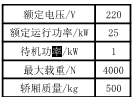 额定电压/V 220
额定运行功率/kW 25
待机功率/kW 1
最大载重/N 4000
轿厢质量/kg 500